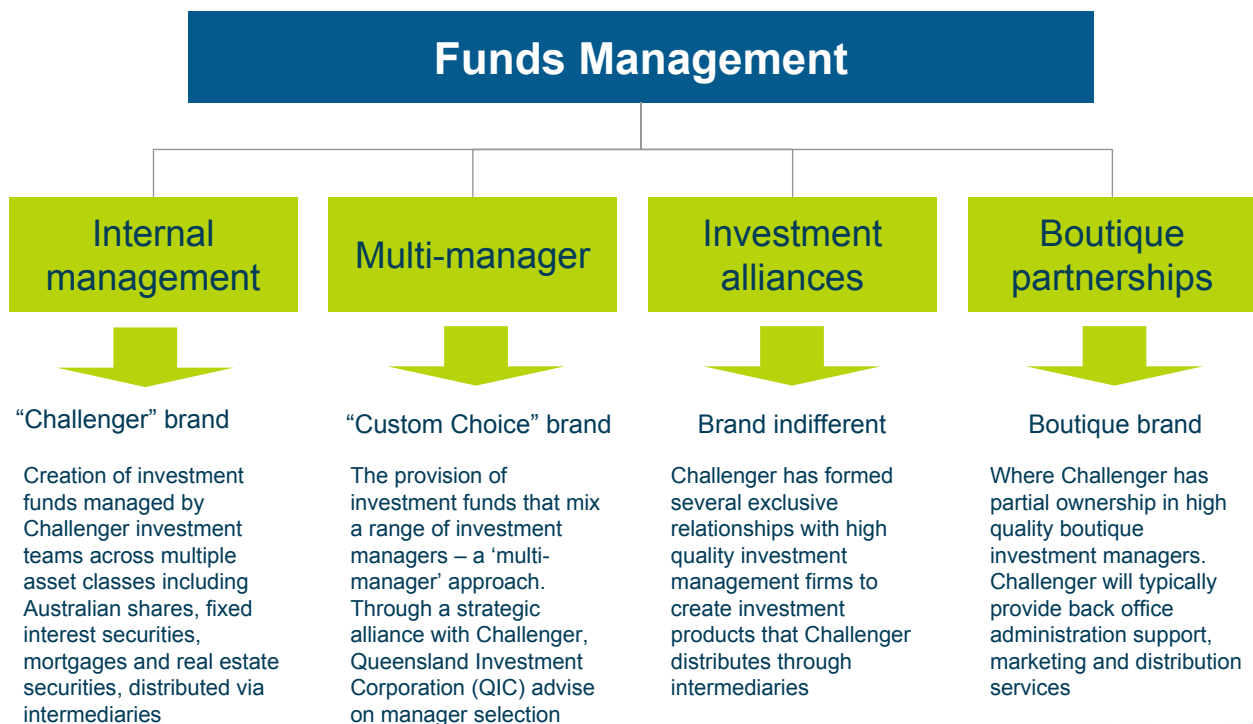 Funds Management
Internal
management
Multi-manager
Investment
alliances
Boutique
partnerships
“Challenger” brand
Creation of investment
funds managed by
Challenger investment
teams across multiple
asset classes including
Australian shares, fixed
interest securities,
mortgages and real estate
securities, distributed via
intermediaries
“Custom Choice” brand
The provision of
investment funds that mix
a range of investment
managers – a ‘multi-
manager’ approach.
Through a strategic
alliance with Challenger,
Queensland Investment
Corporation (QIC) advise
on manager selection
Brand indifferent
Challenger has formed
several exclusive
relationships with high
quality investment
management firms to
create investment
products that Challenger
distributes through
intermediaries
Boutique brand
Where Challenger has
partial ownership in high
quality boutique
investment managers.
Challenger will typically
provide back office
administration support,
marketing and distribution
services